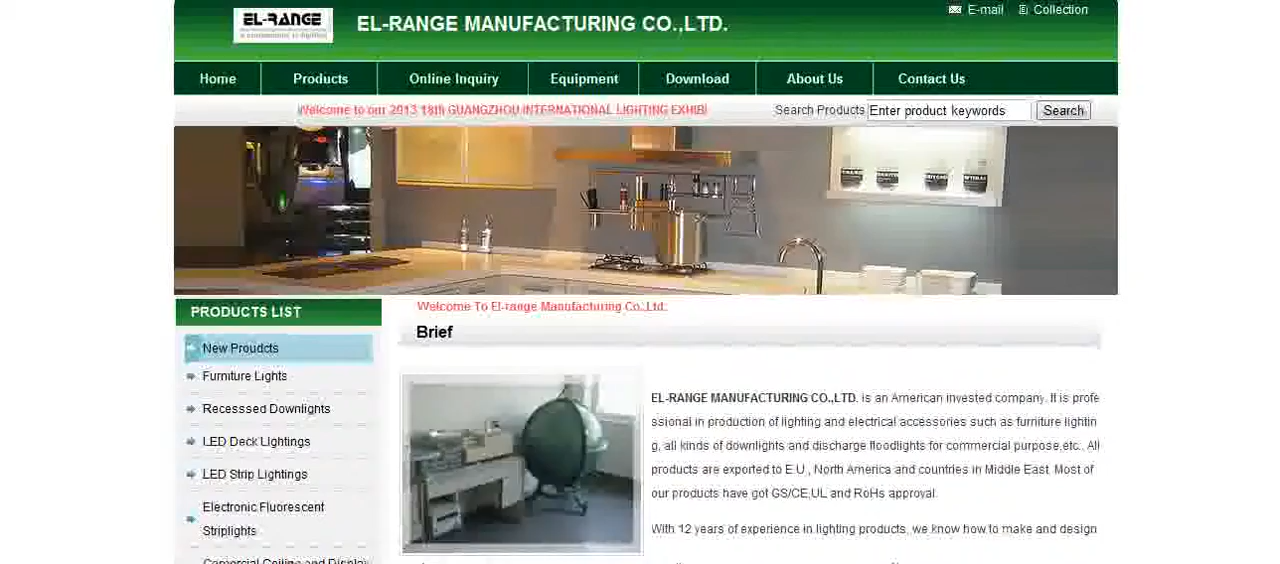 EL-RANGE
EL-RANGE MANUFACTURING CO.,LTD.
E-mail
Collection
Home
Products
Online Inquiry
Equipment
Download
About Us
Contact Us
Welcome to our 2013 18th GUANGZHOU INTERNATIONAL LIGHTING EXHIB
Search Products
Enter product keywords
Search
PRODUCTS LIST
New Proudcts
Furniture Lights
Recesssed Downlights
LED Deck Lightings
LED Strip Lightings
Electronic Fluorescent
Striplights
Comercial Ceiling and Display
Welcome To El-range Manufacturing Co.,Ltd.
Brief
EL-RANGE MANUFACTURING CO.,LTD. is an American invested company. It is profe
ssional in production of lighting and electrical accessories such as furniture lightin
g, all kinds of downlights and discharge floodlights for commercial purpose,etc.. All
products are exported to E.U., North America and countries in Middle East. Most of
our products have got GS/CE,UL and RoHs approval.
With 12 years of experience in lighting products, we know how to make and design